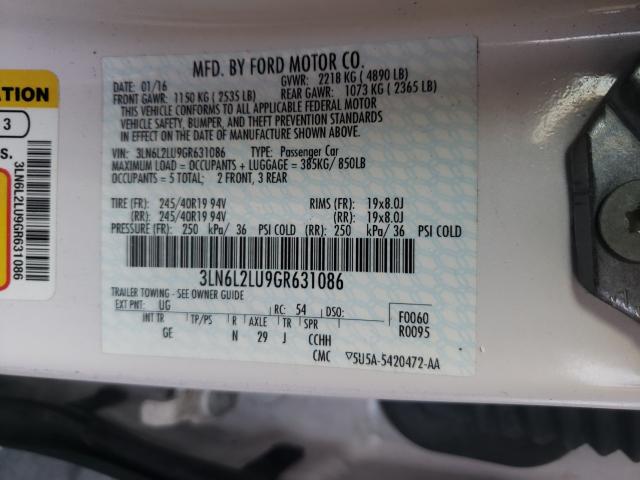 MFD. BY FORD MOTOR CO.
DATE: 01/16 GVWR: 2218 KG ( 4890 LB)
FRONT GAWR: 1150 KG ( 2535 LB) REAR GAWR: 1073 KG ( 2365 LB)
THIS VEHICLE CONFORMS TO ALL APPLICABLE FEDERAL MOTOR
VEHICLE SAFETY, BUMPER, AND THEFT PREVENTION STANDARDS
IN EFFECT ON THE DATE OF MANUFACTURE SHOWN ABOVE.
VIN: 3LN6L2LU9GR631086 TYPE: Passenger Car
MAXIMUM LOAD = OCCUPANTS + LUGGAGE = 385KG/ 850LB
OCCUPANTS = 5 TOTAL; 2 FRONT, 3 REAR
TIRE (FR): 245/40R19 94V RIMS (FR): 19x8.0J
(RR): 245/40R19 94V (RR): 19x8.0J
PRESSURE (FR): 250 kPa/ 36 PSI COLD (RR): 250 kPa/ 36 PSI COLD
3LN6L2LU9GR631086
TRAILER TOWING - SEE OWNER GUIDE
EXT PNT: UG RC: 54 DSO: F0060
R0095
INT TR TP/PS R AXLE TR SPR
GE N 29 J CCHH
CMC ▽5U5A-5420472-AA
ATION
3
S.
3LN6L2LU9GR631086